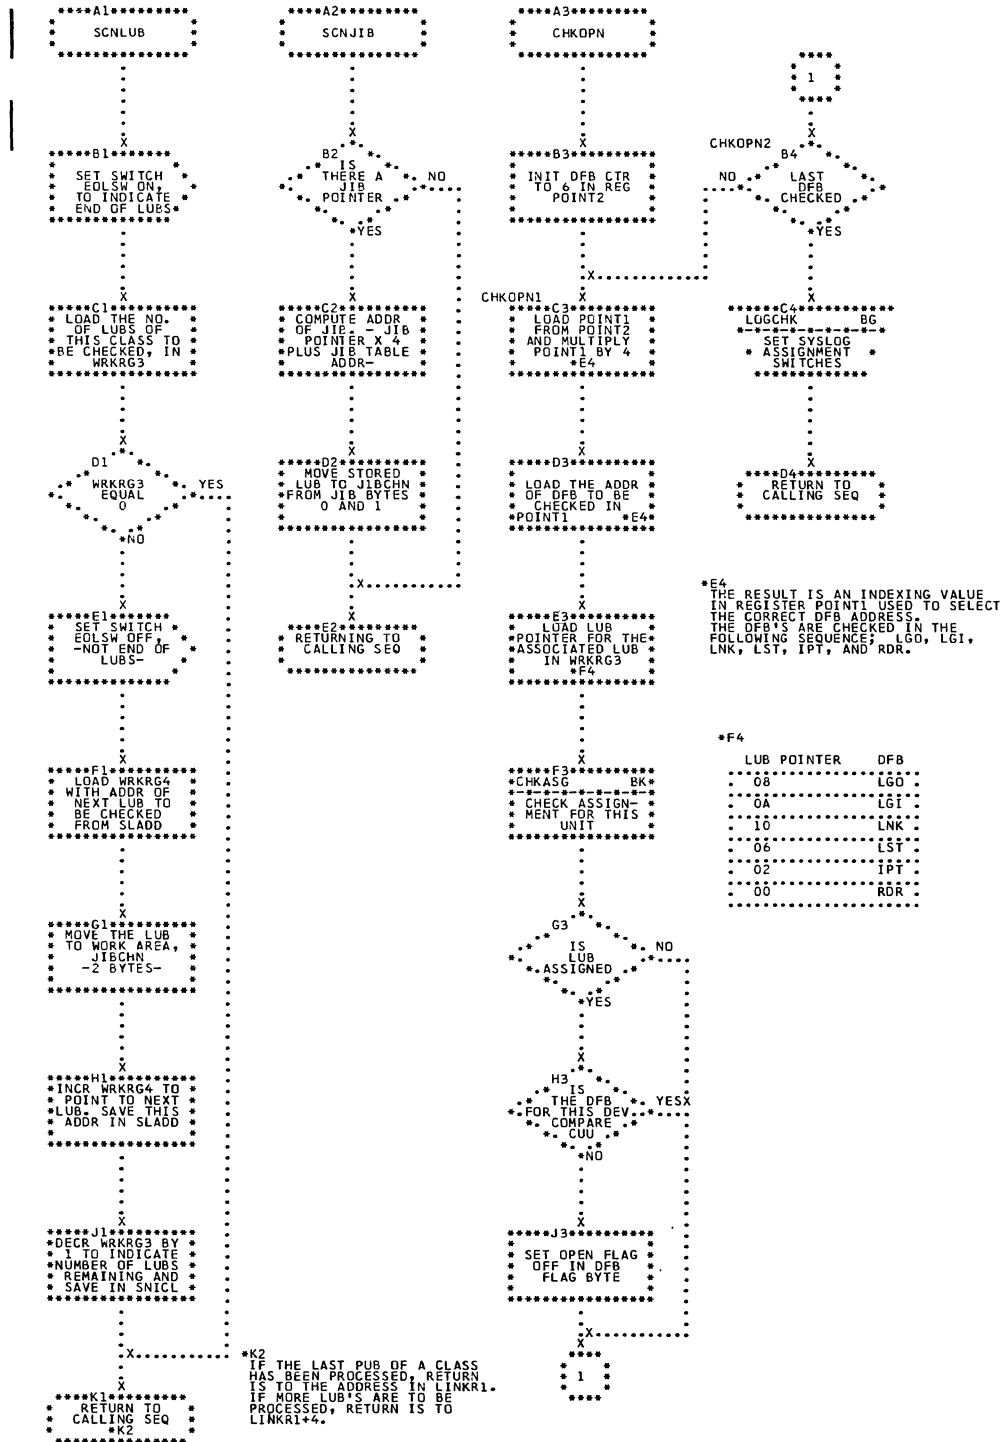 A1
SCNLUB
B1
SET SWITCH
EOLSW ON,
TO INDICATE
END OF LUBS
C1
LOAD THE NO.
OF LUBS OF
THIS CLASS TO
BE CHECKED, IN
WRKRG3
D1
WRKRG3
EQUAL
0
YES
*NO
E1
SET SWITCH
EOLSW OFF,
-NOT END OF
LUBS-
F1
LOAD WRKRG4
WITH ADDR OF
NEXT LUB TO
BE CHECKED
FROM SLADD
G1
MOVE THE LUB
TO WORK AREA,
JIBCHN
-2 BYTES-
H1
INCR WRKRG4 TO
POINT TO NEXT
LUB. SAVE THIS
ADDR IN SLADD
J1
DECR WRKRG3 BY
1 TO INDICATE
NUMBER OF LUBS
REMAINING AND
SAVE IN SNICL
K1
RETURN TO
CALLING SEQ
*K2
*K2
IF THE LAST PUB OF A CLASS
HAS BEEN PROCESSED, RETURN
IS TO THE ADDRESS IN LINKR1.
IF MORE LUB'S ARE TO BE
PROCESSED, RETURN IS TO
LINKR1+4.
A2
SCNJIB
B2
IS
THERE A
JIB
POINTER
NO
*YES
C2
COMPUTE ADDR
OF JIB. - JIB
POINTER X 4
PLUS JIB TABLE
ADDR-
D2
MOVE STORED
LUB TO JIBCHN
FROM JIB BYTES
0 AND 1
E2
RETURNING TO
CALLING SEQ
A3
CHKOPN
B3
INIT DFB CTR
TO 6 IN REG
POINT2
CHKOPN1
C3
LOAD POINT1
FROM POINT2
AND MULTIPLY
POINT1 BY 4
*E4
D3
LOAD THE ADDR
OF DFB TO BE
CHECKED IN
POINT1 *E4
E3
LOAD LUB
POINTER FOR THE
ASSOCIATED LUB
IN WRKRG3
*F4
F3
CHKASG BK
CHECK ASSIGN-
MENT FOR THIS
UNIT
G3
IS
LUB
ASSIGNED
NO
*YES
H3
IS
THE DFB
FOR THIS DEV
COMPARE
CUU
YES
*NO
J3
SET OPEN FLAG
OFF IN DFB
FLAG BYTE
1
1
CHKOPN2
B4
LAST
DFB
CHECKED
NO
*YES
C4
LOGCHK BG
SET SYSLOG
ASSIGNMENT
SWITCHES
D4
RETURN TO
CALLING SEQ
*E4
THE RESULT IS AN INDEXING VALUE
IN REGISTER POINT1 USED TO SELECT
THE CORRECT DFB ADDRESS.
THE DFB'S ARE CHECKED IN THE
FOLLOWING SEQUENCE; LGO, LGI,
LNK, LST, IPT, AND RDR.
*F4
LUB POINTER DFB
08 LGO
0A LGI
10 LNK
06 LST
02 IPT
00 RDR